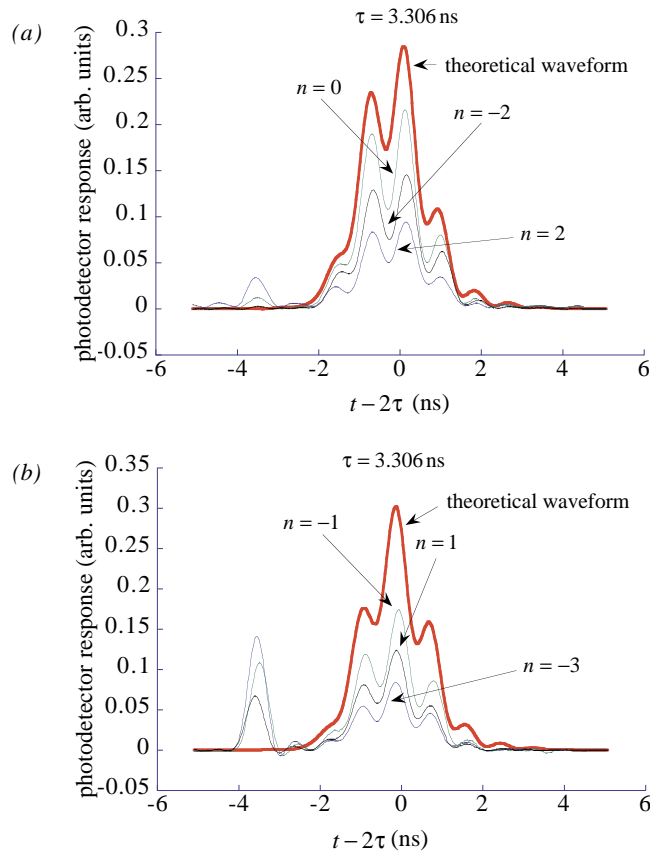 (a)
τ = 3.306 ns
photodetector response (arb. units)
0.3
0.25
0.2
0.15
0.1
0.05
0
-0.05
theoretical waveform
n = 0
n = −2
n = 2
-6 -4 -2 0 2 4 6
t − 2τ (ns)
(b)
τ = 3.306 ns
photodetector response (arb. units)
0.35
0.3
0.25
0.2
0.15
0.1
0.05
0
0.05
theoretical waveform
n = −1
n = 1
n = −3
-6 -4 -2 0 2 4 6
t − 2τ (ns)